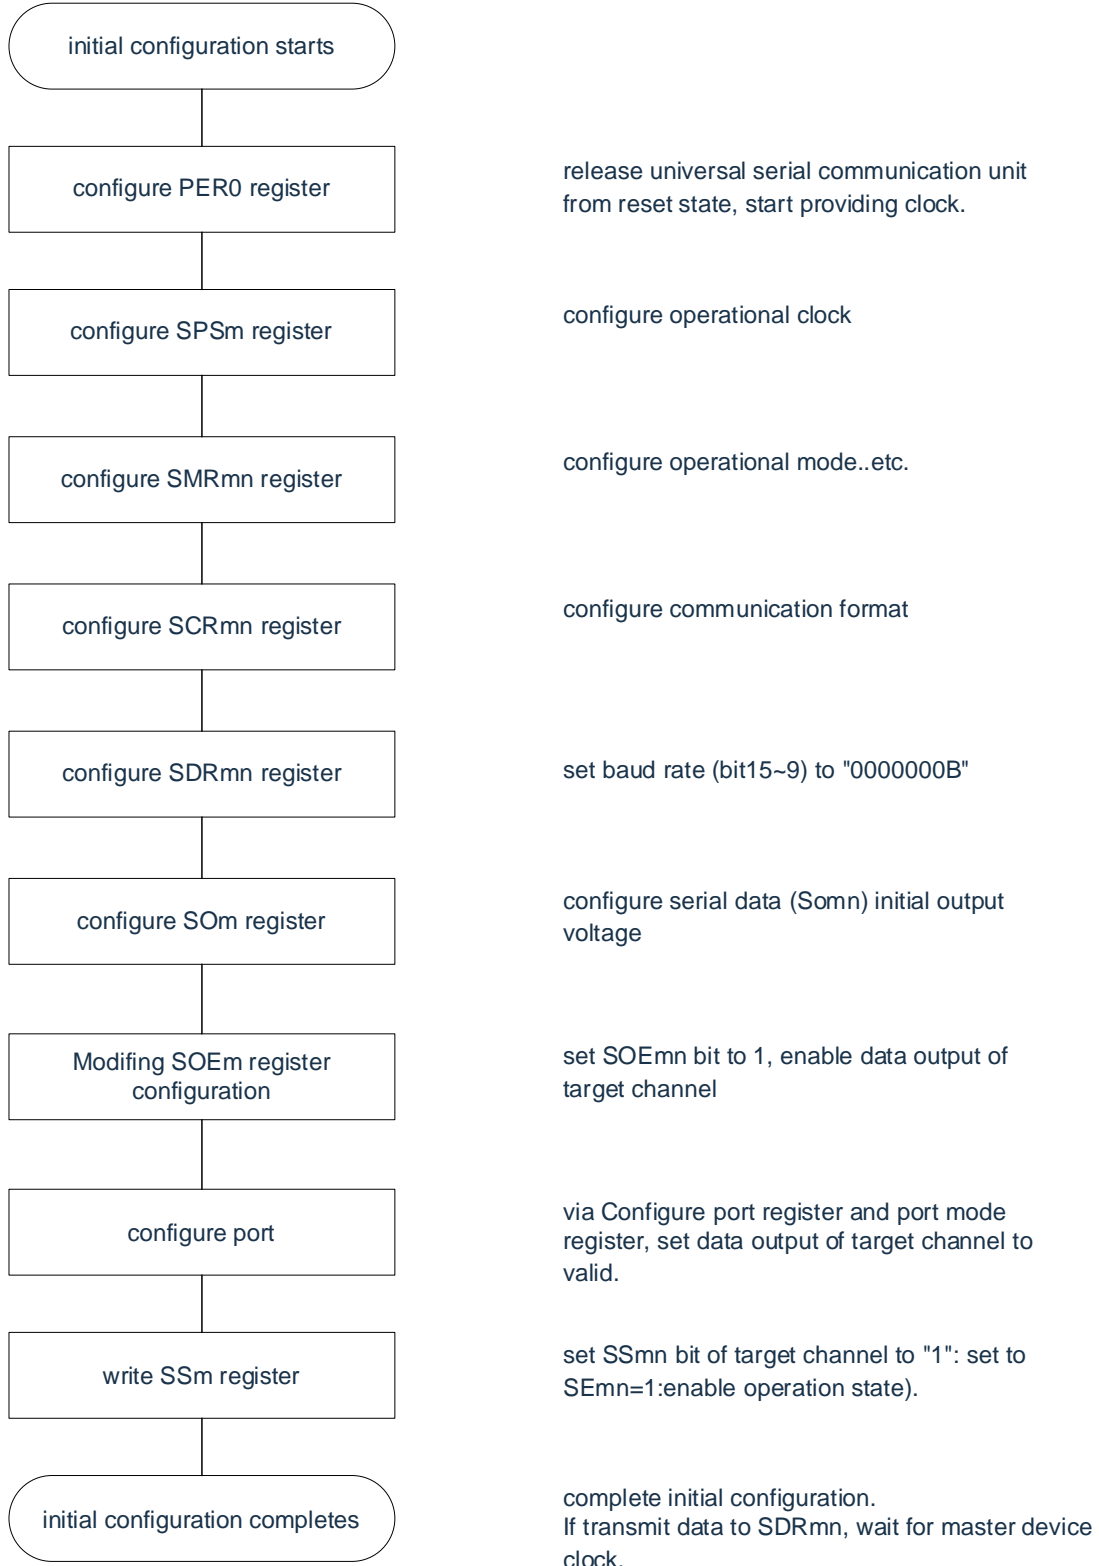 initial configuration starts
configure PER0 register
release universal serial communication unit
from reset state, start providing clock.
configure SPSm register
configure operational clock
configure SMRmn register
configure operational mode..etc.
configure SCRmn register
configure communication format
configure SDRmn register
set baud rate (bit15~9) to "0000000B"
configure SOm register
configure serial data (Somn) initial output
voltage
Modifing SOEm register
configuration
set SOEmn bit to 1, enable data output of
target channel
configure port
via Configure port register and port mode
register, set data output of target channel to
valid.
write SSm register
set SSmn bit of target channel to "1": set to
SEmn=1:enable operation state).
initial configuration completes
complete initial configuration.
If transmit data to SDRmn, wait for master device
clock.